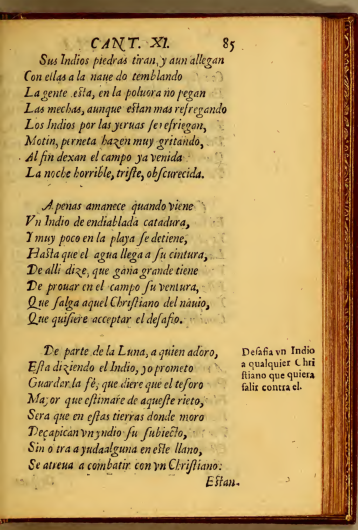 CANT. XI. 85
Sus Indios piedras tiran, y aun allegan
Con ellas a la naue do temblando
La gente esta, en la poluora no pegan
Las mechas, aunque estan mas refregando
Los Indios por las yeruas se refriegan,
Motin, perneta hazen muy gritando,
Al fin dexan el campo ya venida
La noche horrible, triste, obscurecida.
A penas amanece quando viene
Vn Indio de endiablada catadura,
Y muy poco en la playa se detiene,
Hasta que el agua llega a su cintura,
De alli dize, que gana grande tiene
De prouar en el campo su ventura,
Que salga aquel Christiano del nauio,
Que quisiere acceptar el desafio.
De parte de la Luna, a quien adoro,
Esta diziendo el Indio, yo prometo
Guardar la fè, que diere que el tesoro
Mayor que estimàre de aqueste rieto,
Sera que en estas tierras donde moro
Deçapican vn yndio su subiecto,
Sin otra ayuda alguna en este llano,
Se atreua a combatir con vn Christiano.
Desafia vn Indio
a qualquier Chri
stiano que quiera
salir contra el.
Estan.